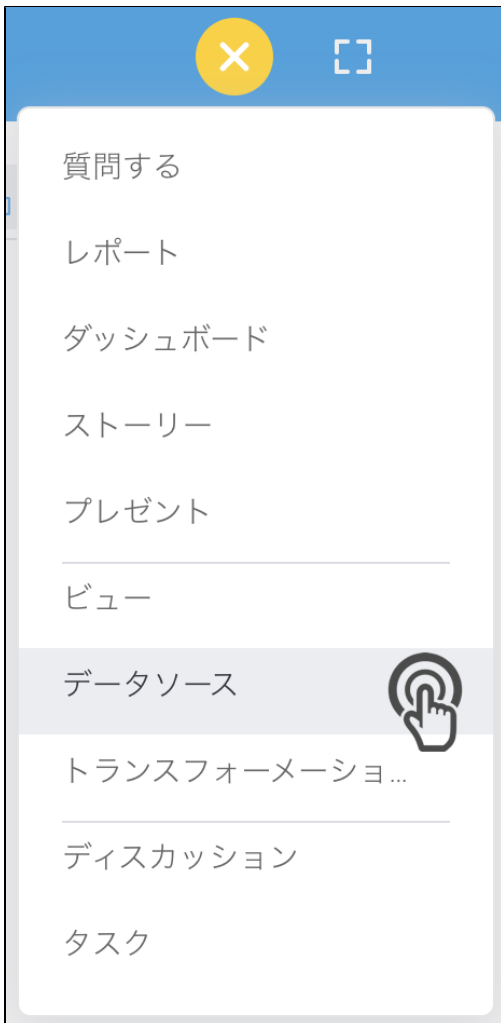 質問する
レポート
ダッシュボード
ストーリー
プレゼント
ビュー
データソース
トランスフォーメーショ...
ディスカッション
タスク